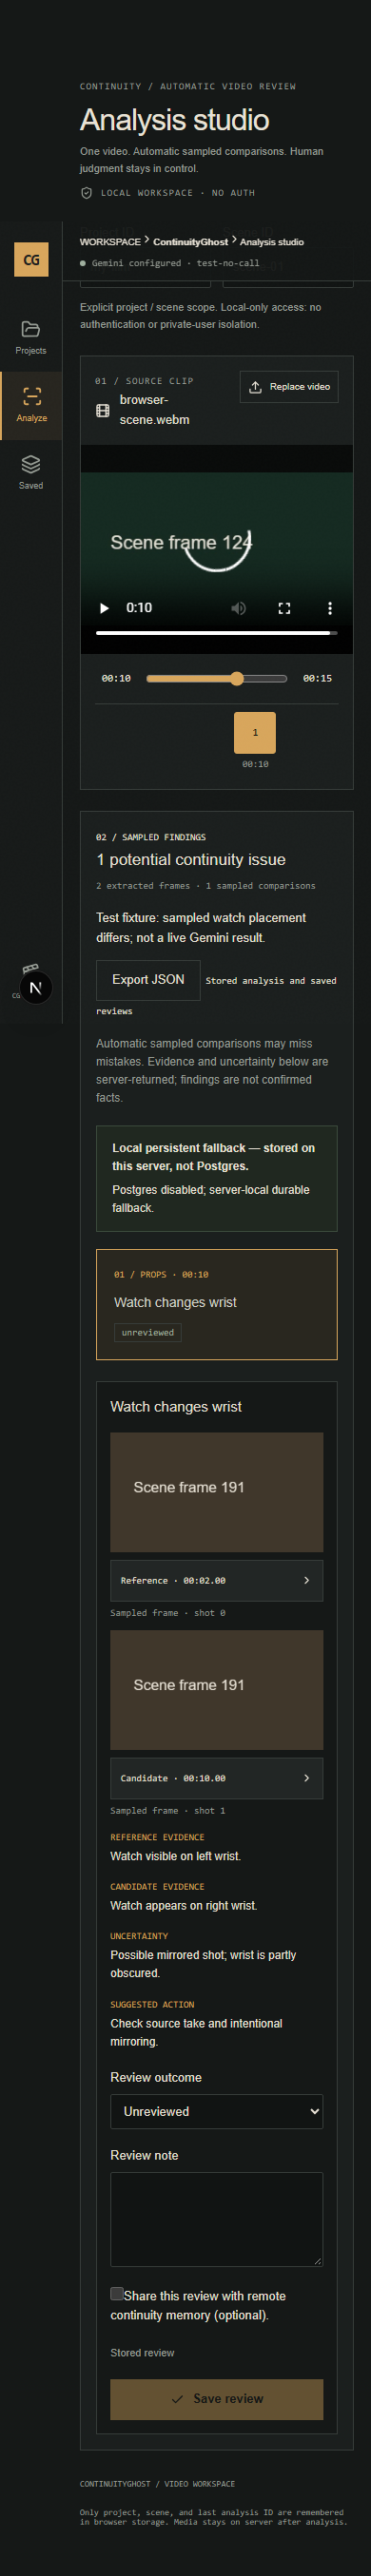 CONTINUITY / AUTOMATIC VIDEO REVIEW
Analysis studio
One video. Automatic sampled comparisons. Human
judgment stays in control.
LOCAL WORKSPACE · NO AUTH
CG
WORKSPACE > ContinuityGhost > Analysis studio
Gemini configured · test-no-call
Projects
Analyze
Saved
Explicit project / scene scope. Local-only access: no
authentication or private-user isolation.
01 / SOURCE CLIP
browser-
scene.webm
Replace video
Scene frame 124
0:10
00:10
00:15
1
00:10
02 / SAMPLED FINDINGS
1 potential continuity issue
2 extracted frames · 1 sampled comparisons
Test fixture: sampled watch placement
differs; not a live Gemini result.
Export JSON
Stored analysis and saved
reviews
CG
N
Automatic sampled comparisons may miss
mistakes. Evidence and uncertainty below are
server-returned; findings are not confirmed
facts.
Local persistent fallback — stored on
this server, not Postgres.
Postgres disabled; server-local durable
fallback.
01 / PROPS · 00:10
Watch changes wrist
unreviewed
Watch changes wrist
Scene frame 191
Reference · 00:02.00
Sampled frame · shot 0
Scene frame 191
Candidate · 00:10.00
Sampled frame · shot 1
REFERENCE EVIDENCE
Watch visible on left wrist.
CANDIDATE EVIDENCE
Watch appears on right wrist.
UNCERTAINTY
Possible mirrored shot; wrist is partly
obscured.
SUGGESTED ACTION
Check source take and intentional
mirroring.
Review outcome
Unreviewed
Review note
Share this review with remote
continuity memory (optional).
Stored review
Save review
CONTINUITYGHOST / VIDEO WORKSPACE
Only project, scene, and last analysis ID are remembered
in browser storage. Media stays on server after analysis.